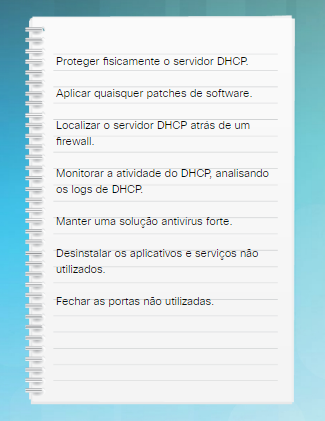 Proteger fisicamente o servidor DHCP.
Aplicar quaisquer patches de software.
Localizar o servidor DHCP atrás de um
firewall.
Monitorar a atividade do DHCP, analisando
os logs de DHCP.
Manter uma solução antivírus forte.
Desinstalar os aplicativos e serviços não
utilizados.
Fechar as portas não utilizadas.